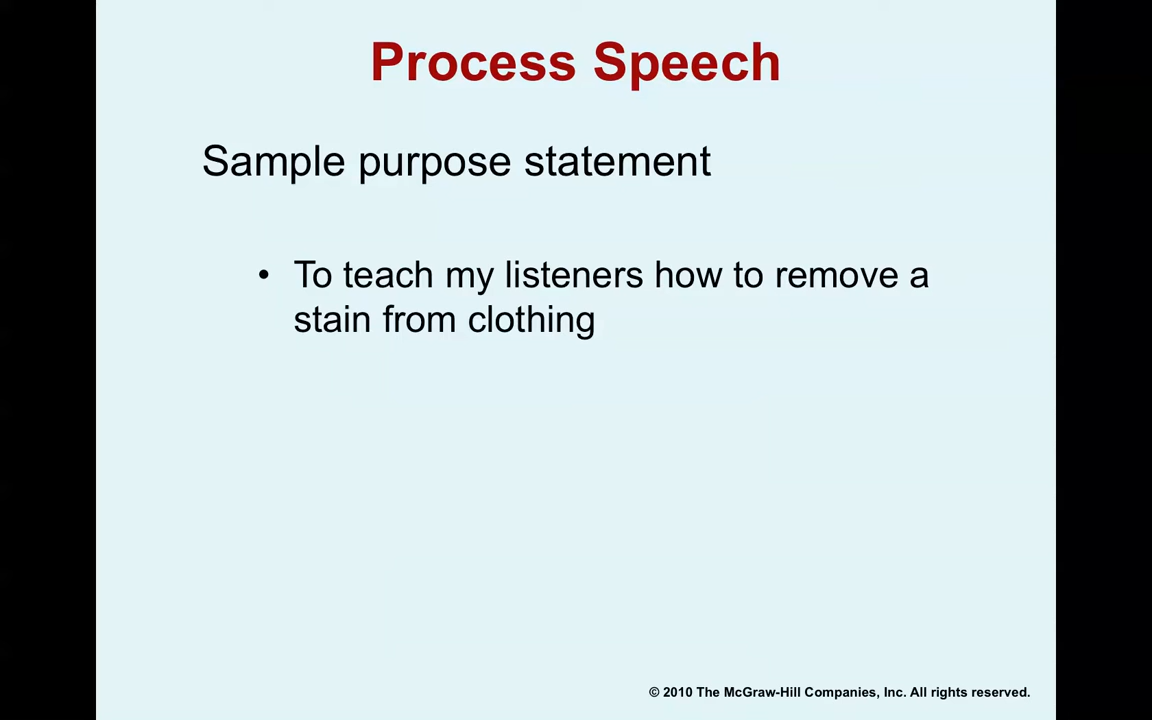 Process Speech
Sample purpose statement
• To teach my listeners how to remove a
stain from clothing
© 2010 The McGraw-Hill Companies, Inc. All rights reserved.